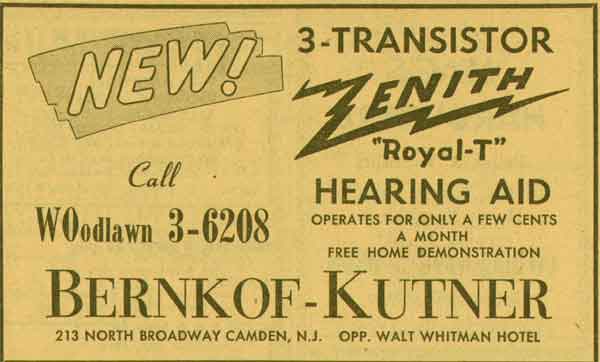 NEW!
3-TRANSISTOR
ZENITH
"Royal-T"
HEARING AID
OPERATES FOR ONLY A FEW CENTS
A MONTH
FREE HOME DEMONSTRATION
Call
WOodlawn 3-6208
BERNKOF-KUTNER
213 NORTH BROADWAY CAMDEN, N.J. OPP. WALT WHITMAN HOTEL